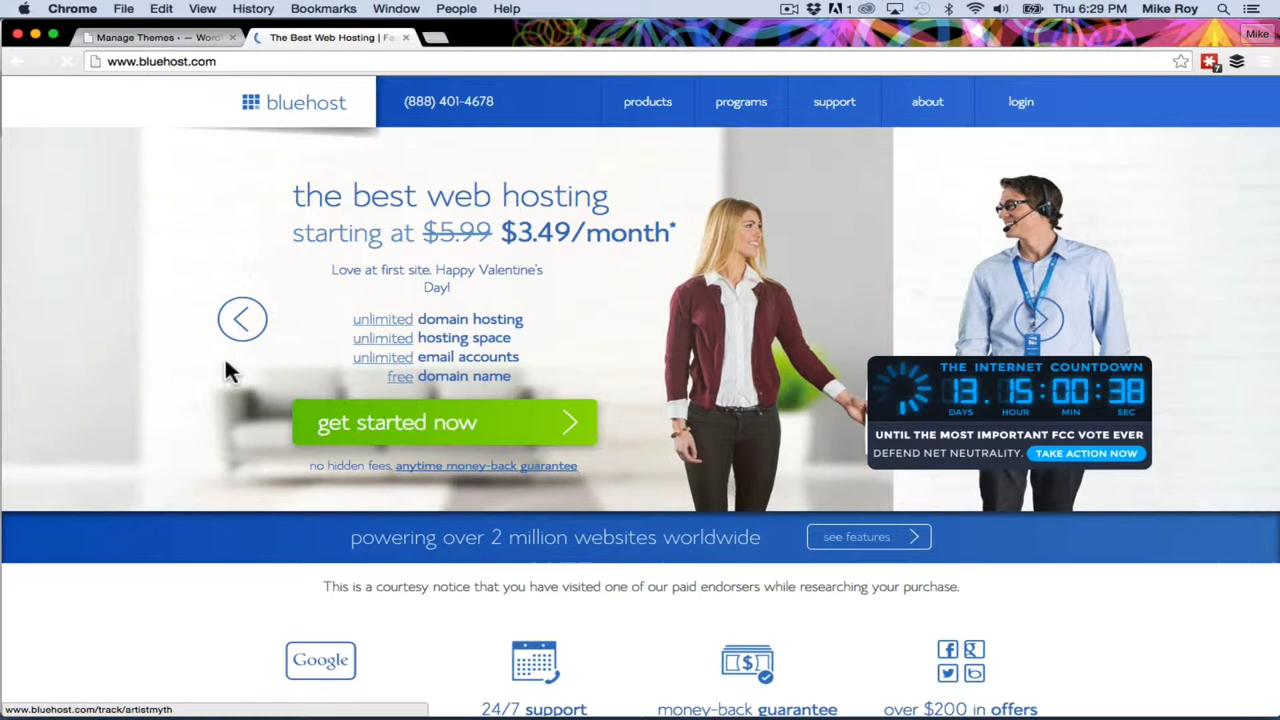 Chrome File Edit View History Bookmarks Window People Help
1 Thu 6:29 PM Mike Roy
Manage Themes ‹ — Word × The Best Web Hosting | Fa ×
Mike
www.bluehost.com
7
bluehost (888) 401-4678 products programs support about login
the best web hosting
starting at $5.99 $3.49/month*
Love at first site. Happy Valentine's
Day!
unlimited domain hosting
unlimited hosting space
unlimited email accounts
free domain name
get started now
no hidden fees, anytime money-back guarantee
THE INTERNET COUNTDOWN
13.15:00:38
DAYS HOUR MIN SEC
UNTIL THE MOST IMPORTANT FCC VOTE EVER
DEFEND NET NEUTRALITY. TAKE ACTION NOW
powering over 2 million websites worldwide see features
This is a courtesy notice that you have visited one of our paid endorsers while researching your purchase.
Google
24/7 support money-back guarantee over $200 in offers
www.bluehost.com/track/artistmyth